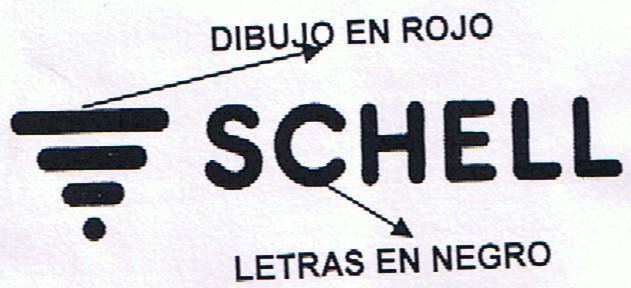 DIBUJO EN ROJO
SCHELL
LETRAS EN NEGRO